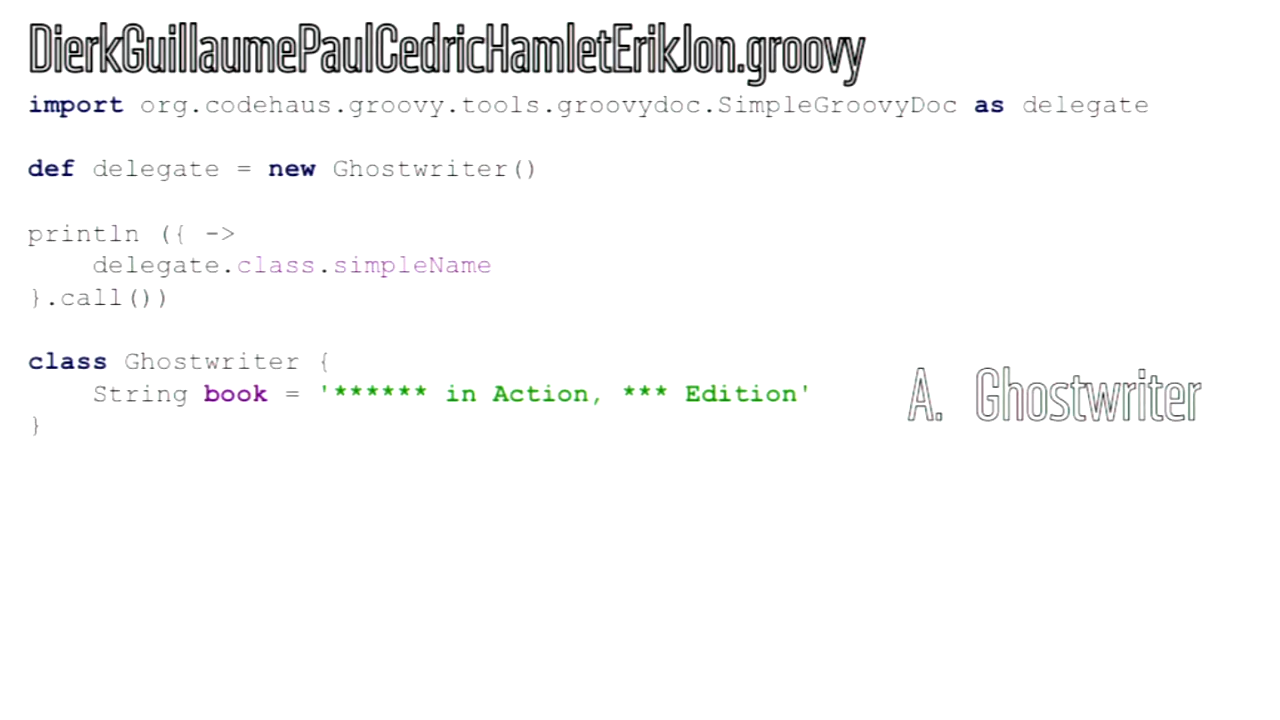 DierkGuillaumePaulCedricHamletErikJon.groovy
import org.codehaus.groovy.tools.groovydoc.SimpleGroovyDoc as delegate
def delegate = new Ghostwriter()
println ({ ->
    delegate.class.simpleName
}.call())
class Ghostwriter {
    String book = '****** in Action, *** Edition'
}
A. Ghostwriter